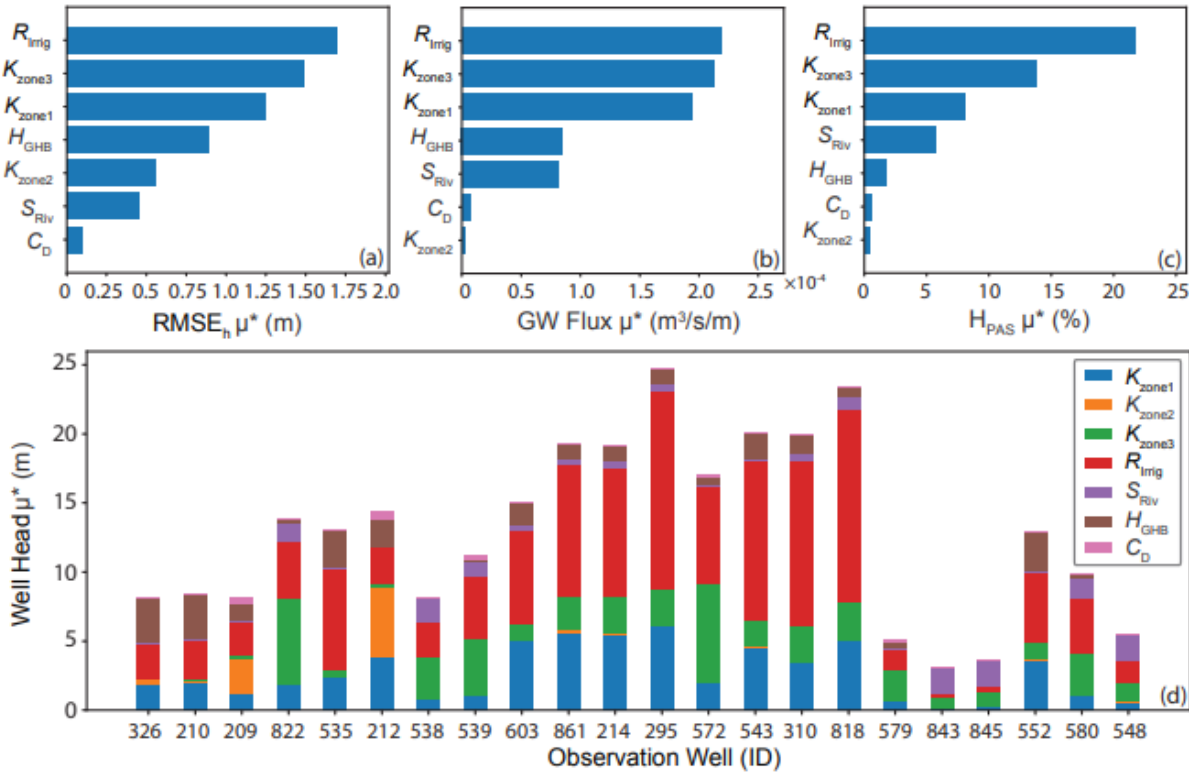 R_Irrig
K_zone3
K_zone1
H_GHB
K_zone2
S_Riv
C_D
(a)
0 0.25 0.5 0.75 1.0 1.25 1.50 1.75 2.0
RMSE_h μ* (m)
R_Irrig
K_zone3
K_zone1
H_GHB
S_Riv
C_D
K_zone2
(b)
0 0.5 1.0 1.5 2.0 2.5
×10⁻⁴
GW Flux μ* (m³/s/m)
R_Irrig
K_zone3
K_zone1
S_Riv
H_GHB
C_D
K_zone2
(c)
0 5 10 15 20 25
H_PAS μ* (%)
Well Head μ* (m)
25
20
15
10
5
0
K_zone1
K_zone2
K_zone3
R_Irrig
S_Riv
H_GHB
C_D
(d)
326 210 209 822 535 212 538 539 603 861 214 295 572 543 310 818 579 843 845 552 580 548
Observation Well (ID)